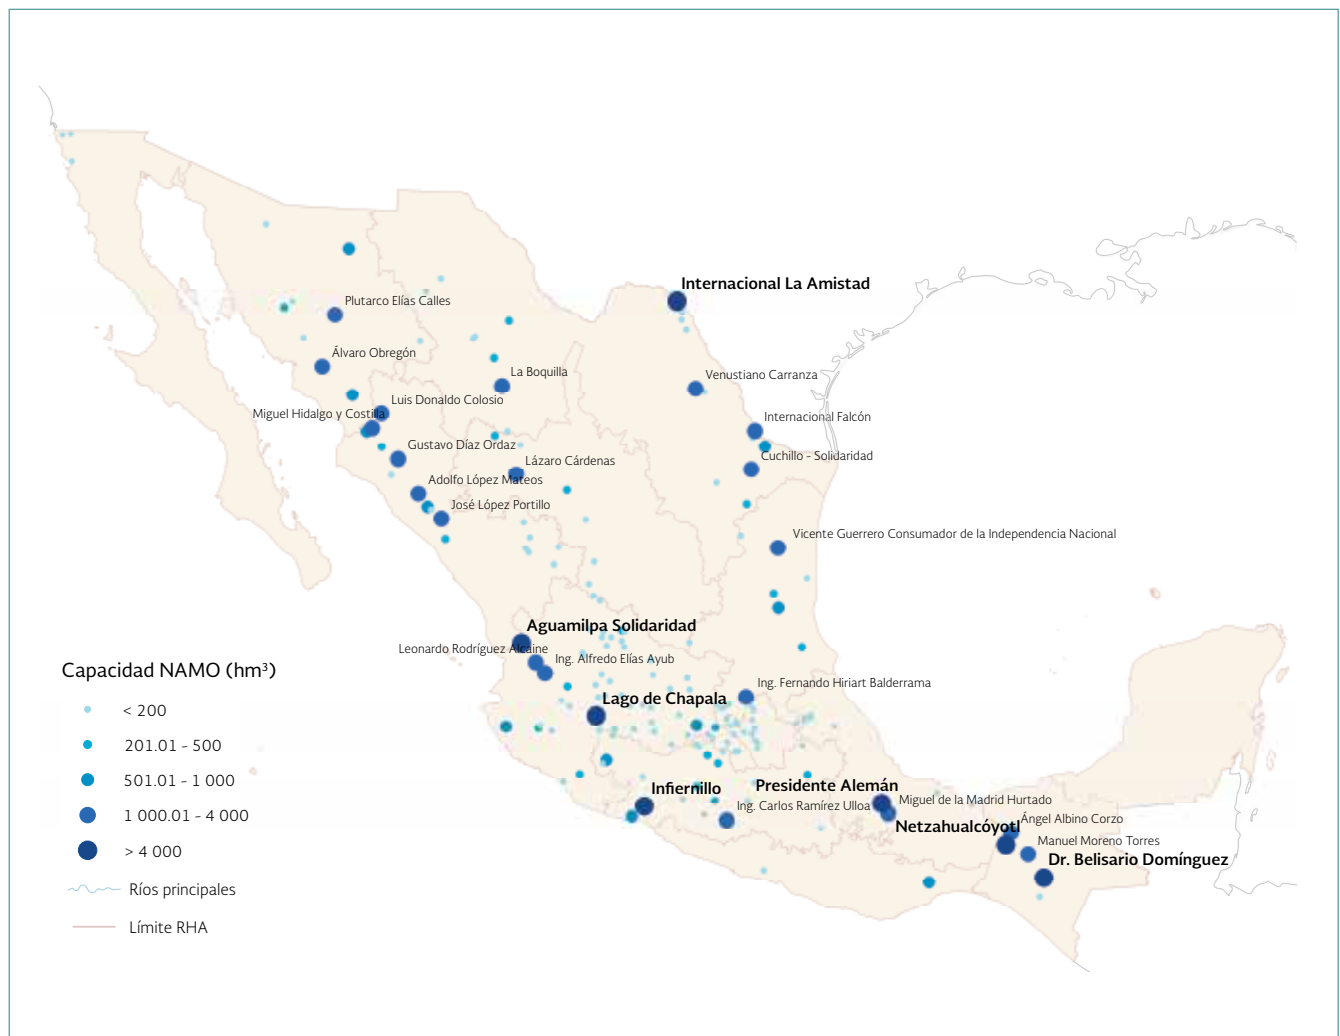 Internacional La Amistad
Plutarco Elías Calles
Álvaro Obregón
La Boquilla
Venustiano Carranza
Luis Donaldo Colosio
Miguel Hidalgo y Costilla
Internacional Falcón
Gustavo Díaz Ordaz
Cuchillo - Solidaridad
Lázaro Cárdenas
Adolfo López Mateos
José López Portillo
Vicente Guerrero Consumador de la Independencia Nacional
Aguamilpa Solidaridad
Leonardo Rodríguez Alcaine
Ing. Alfredo Elías Ayub
Ing. Fernando Hiriart Balderrama
Lago de Chapala
Infiernillo
Presidente Alemán
Ing. Carlos Ramírez Ulloa
Miguel de la Madrid Hurtado
Netzahualcóyotl
Ángel Albino Corzo
Manuel Moreno Torres
Dr. Belisario Domínguez
Capacidad NAMO (hm³)
< 200
201.01 - 500
501.01 - 1 000
1 000.01 - 4 000
> 4 000
Ríos principales
Límite RHA